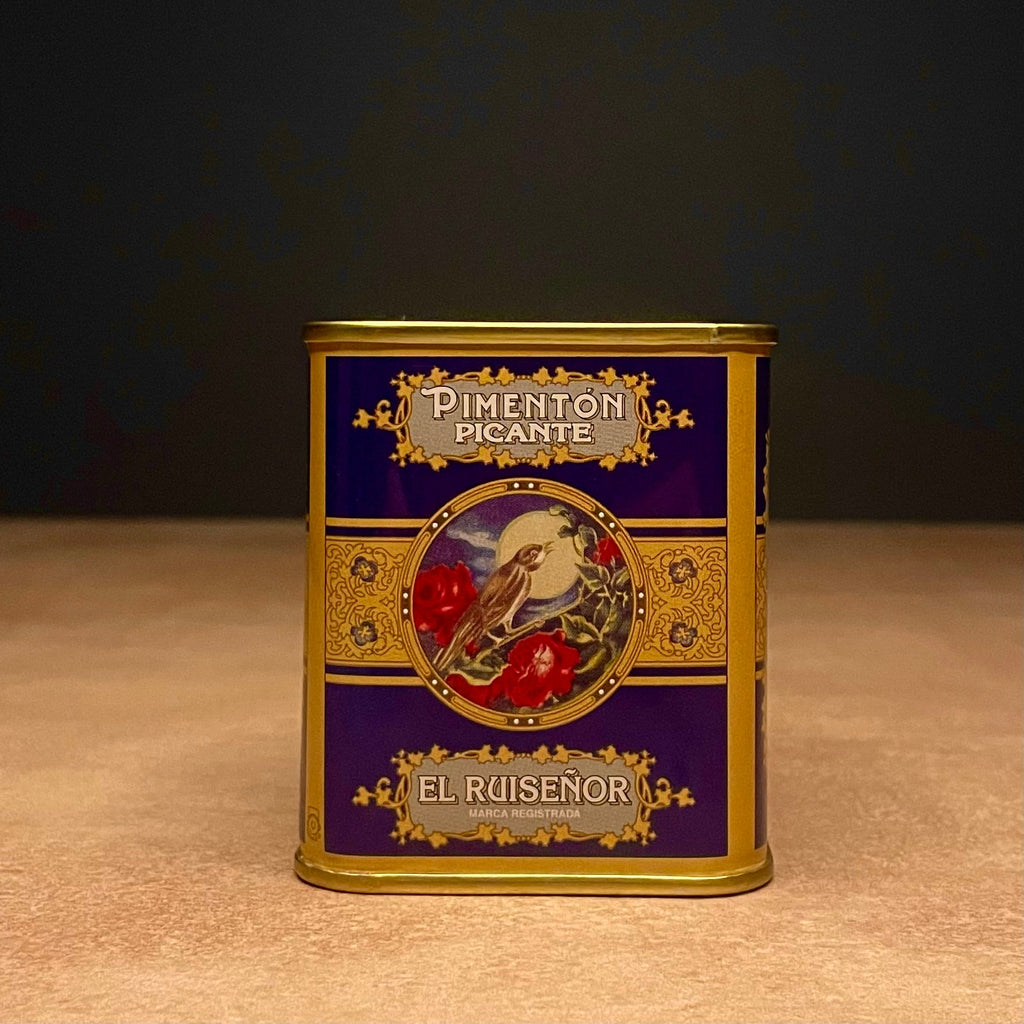 PIMENTÓN
PICANTE
EL RUISEÑOR
MARCA REGISTRADA